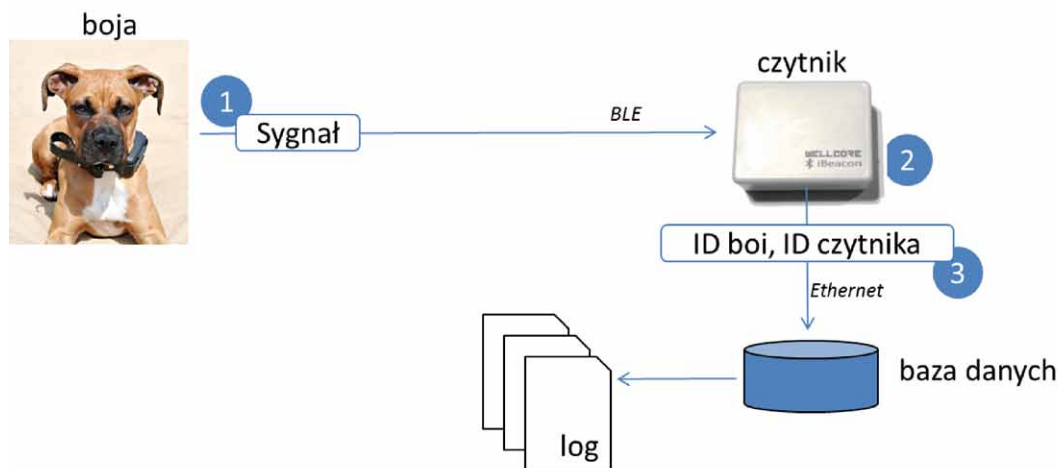 boja
czytnik
1
Sygnał
BLE
WELLCORE
iBeacon
2
ID boi, ID czytnika
3
Ethernet
baza danych
log